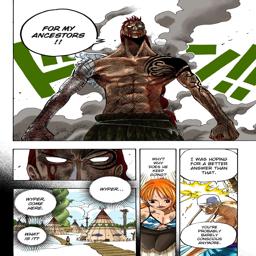 FOR MY
ANCESTORS
!!
WHY?
WHY
DOES HE
KEEP
GOING?
I WAS HOPING
FOR A BETTER
ANSWER THAN
THAT.
WYPER...
WYPER,
COME
HERE.
WHAT
IS IT?
YOU'RE
PROBABLY
BARELY
CONSCIOUS
ANYMORE.